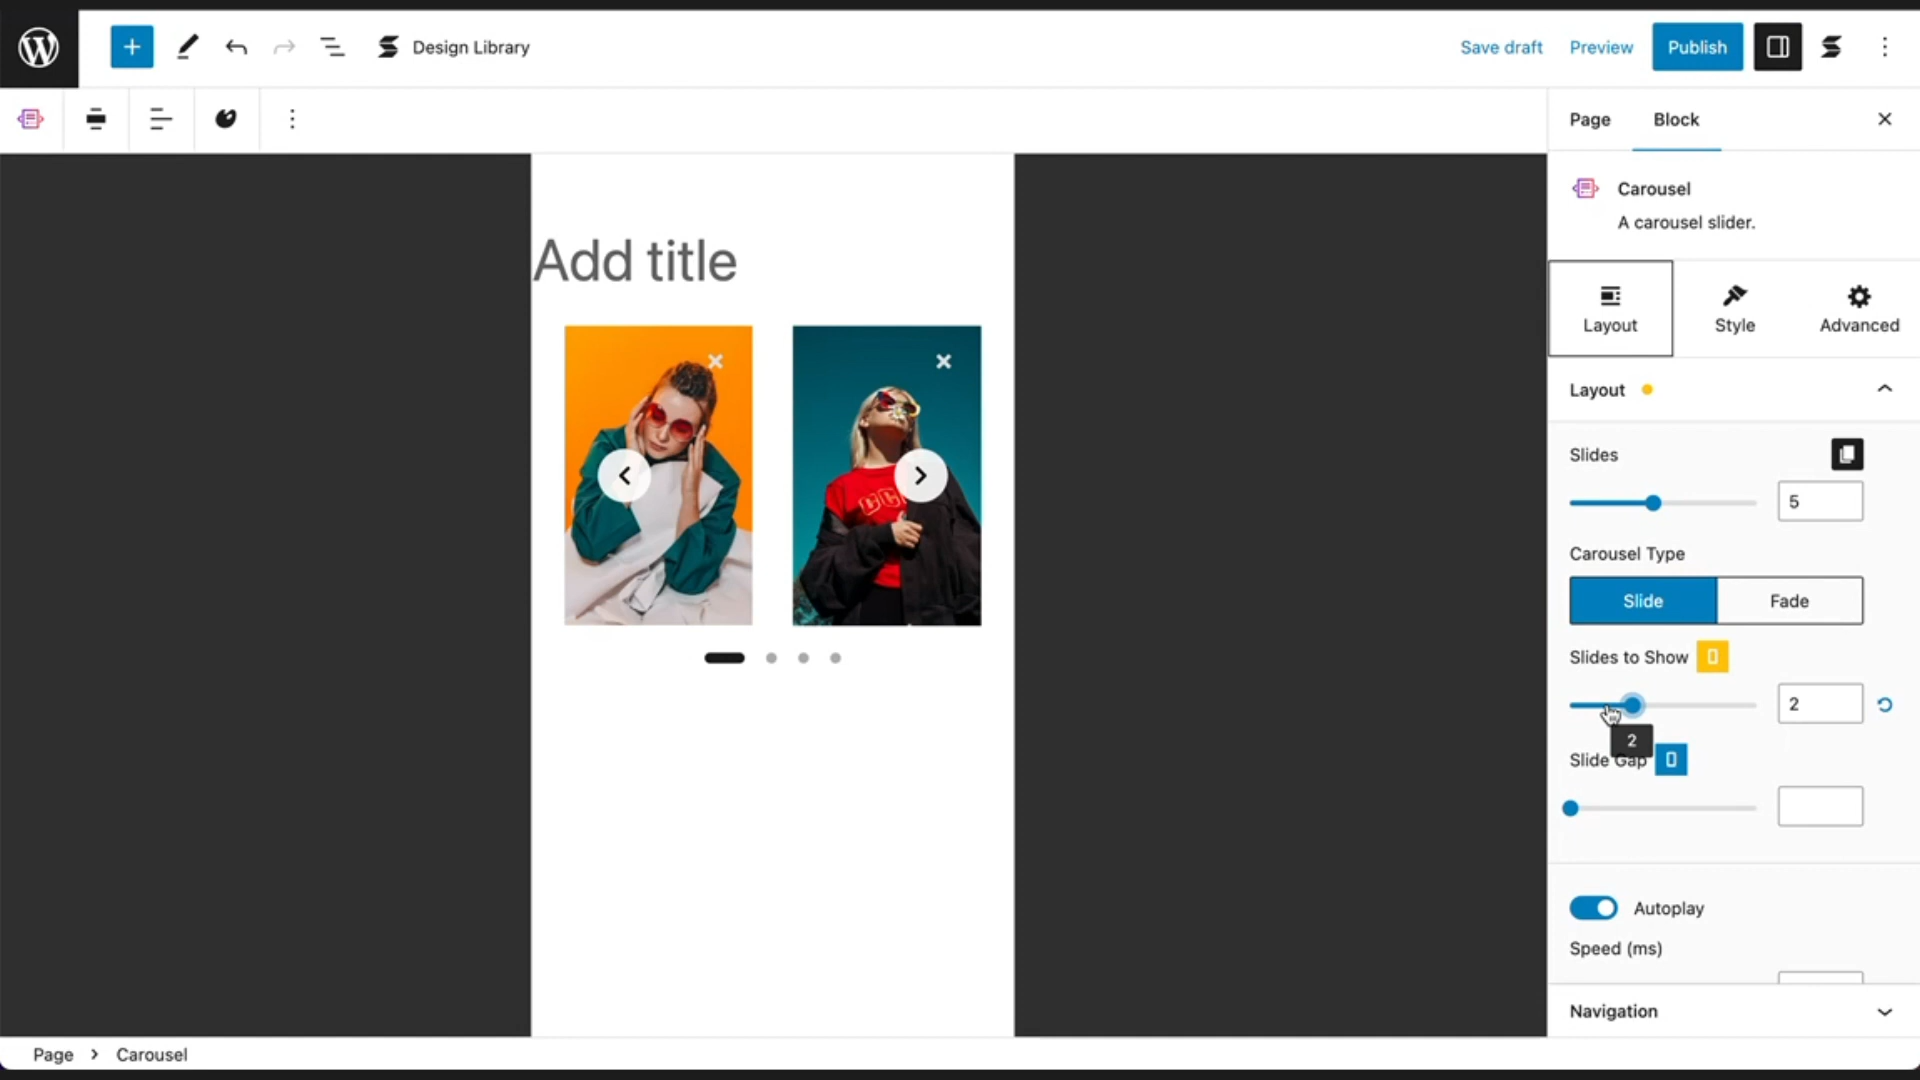 Design Library
Save draft
Preview
Publish
Page
Block
Carousel
A carousel slider.
Layout
Style
Advanced
Layout
Slides
5
Carousel Type
Slide
Fade
Slides to Show
2
2
Slide Gap
Autoplay
Speed (ms)
Navigation
Add title
Page
Carousel